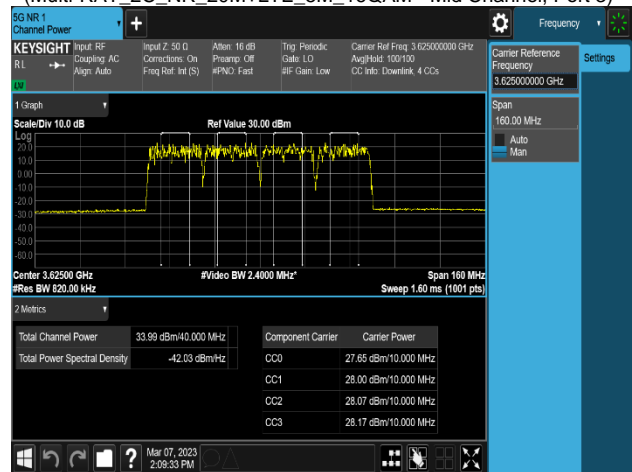 (Multi-RAT_2C_NR_20M+LTE_5M_16QAM - Mid Channel, Port 3)
5G NR 1
Channel Power
Frequency
KEYSIGHT
RL
Input: RF
Coupling: AC
Align: Auto
Input Z: 50 Ω
Corrections: On
Freq Ref: Int (S)
Atten: 16 dB
Preamp: Off
#PNO: Fast
Trig: Periodic
Gate: LO
#IF Gain: Low
Carrier Ref Freq: 3.625000000 GHz
Avg|Hold: 100/100
CC Info: Downlink, 4 CCs
LW
Carrier Reference
Frequency
3.625000000 GHz
Settings
Span
160.00 MHz
Auto
Man
1 Graph
Scale/Div 10.0 dB
Ref Value 30.00 dBm
Log
20.0
10.0
0.00
-10.0
-20.0
-30.0
-40.0
-50.0
-60.0
Center 3.62500 GHz
#Video BW 2.4000 MHz*
Span 160 MHz
#Res BW 820.00 kHz
Sweep 1.60 ms (1001 pts)
2 Metrics
Total Channel Power 33.99 dBm/40.000 MHz
Total Power Spectral Density -42.03 dBm/Hz
Component Carrier Carrier Power
CC0 27.65 dBm/10.000 MHz
CC1 28.00 dBm/10.000 MHz
CC2 28.07 dBm/10.000 MHz
CC3 28.17 dBm/10.000 MHz
Mar 07, 2023
2:09:33 PM